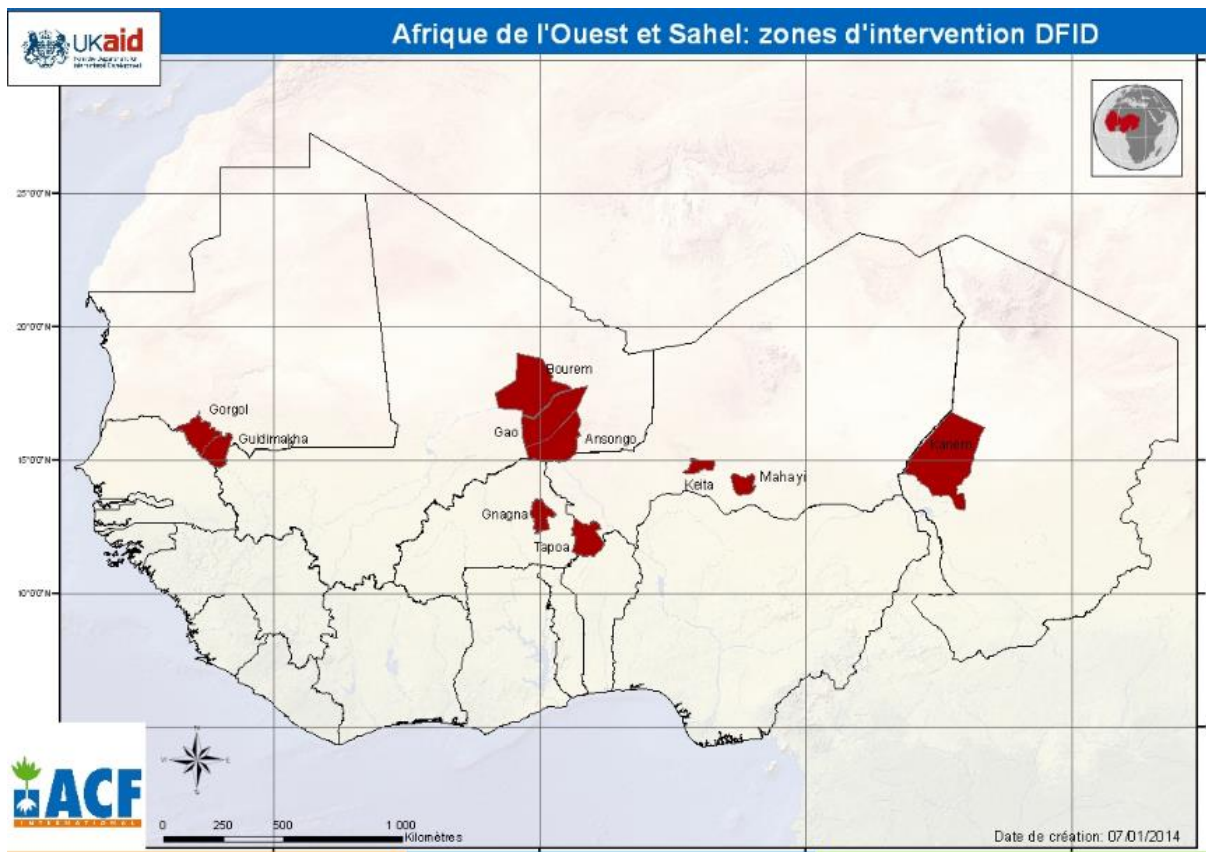 UKaid
Afrique de l'Ouest et Sahel: zones d'intervention DFID
25°0'0"N
20°0'0"N
Bourem
Gorgol
Gao
Ansongo
Guidimakha
Kanem
15°0'0"N
Keita
Mahayi
Gnagna
Tapoa
10°0'0"N
N
W E
S
ACF
INTERNATIONAL
0 250 500 1 000
Kilomètres
Date de création: 07/01/2014